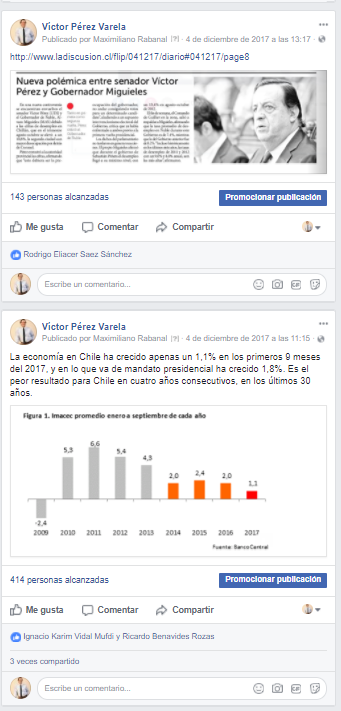 Víctor Pérez Varela
Publicado por Maximiliano Rabanal [?] · 4 de diciembre de 2017 a las 13:17 ·
http://www.ladiscusion.cl/flip/041217/diario#041217/page8
Nueva polémica entre senador Víctor
Pérez y Gobernador Miguieles
143 personas alcanzadas
Promocionar publicación
Me gusta Comentar Compartir
Rodrigo Eliacer Saez Sánchez
Escribe un comentario...
Víctor Pérez Varela
Publicado por Maximiliano Rabanal [?] · 4 de diciembre de 2017 a las 11:15 ·
La economía en Chile ha crecido apenas un 1,1% en los primeros 9 meses
del 2017, y en lo que va de mandato presidencial ha crecido 1,8%. Es el
peor resultado para Chile en cuatro años consecutivos, en los últimos 30
años.
Figura 1. Imacec promedio enero a septiembre de cada año
5,3 6,6 5,4 4,3 2,0 2,4 2,0 1,1
-2,4
2009 2010 2011 2012 2013 2014 2015 2016 2017
Fuente: Banco Central
414 personas alcanzadas
Promocionar publicación
Me gusta Comentar Compartir
Ignacio Karim Vidal Mufdi y Ricardo Benavides Rozas
3 veces compartido
Escribe un comentario...